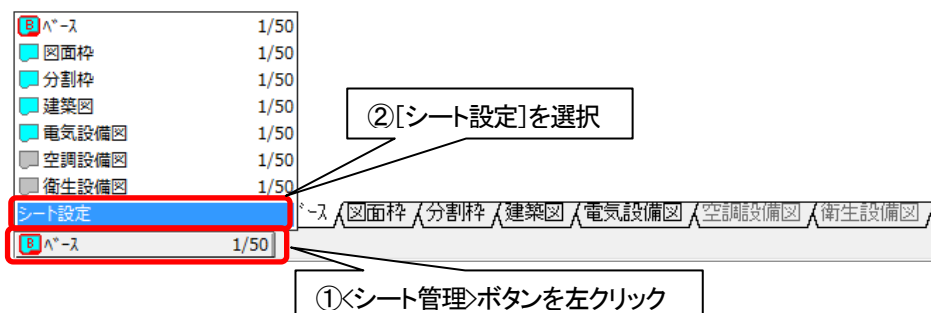 B ﾍﾞｰｽ 1/50
図面枠 1/50
分割枠 1/50
建築図 1/50
電気設備図 1/50
空調設備図 1/50
衛生設備図 1/50
シート設定
②[シート設定]を選択
ﾞｰｽ 図面枠 分割枠 建築図 電気設備図 空調設備図 衛生設備図
B ﾍﾞｰｽ 1/50
①<シート管理>ボタンを左クリック